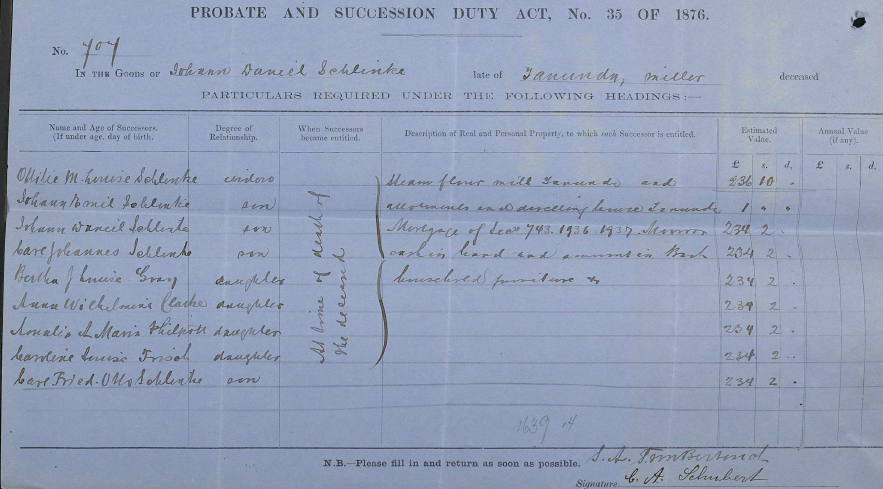 PROBATE AND SUCCESSION DUTY ACT, No. 35 OF 1876.
No. 707
IN THE GOODS OF Johann Daniel Schlinke late of Tanunda, miller deceased
PARTICULARS REQUIRED UNDER THE FOLLOWING HEADINGS:—
Name and Age of Successors. (If under age, day of birth.) Degree of Relationship. When Successors became entitled. Description of Real and Personal Property, to which each Successor is entitled. Estimated Value. Annual Value (if any).
£ s. d. £ s. d.
Ottilie M. Louise Schlinke widow Steam flour mill Tanunda and 236 10 .
Johann Emil Schlinke son allotments and dwelling house Tanunda 1 " "
Johann Daniel Schlinke son Mortgage of Secs 743. 1936 1937. 234 2 .
Carl Johannes Schlinke son cash in hand and amount in Bank 234 2 .
Bertha J Louise Gray daughter household furniture &c 234 2 .
Anna Wilhelmine Clarke daughter 234 2 .
Amalie A Maria Philpott daughter 234 2 .
Caroline Louise Frisch daughter 234 2 .
Carl Fried. Otto Schlinke son 234 2 .
At time of death of
the deceased
1639 14
N.B.—Please fill in and return as soon as possible.
Signature C. A. Schubert